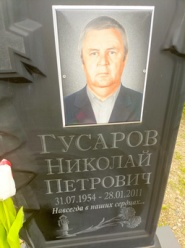 ГУСАРОВ
НИКОЛАЙ
ПЕТРОВИЧ
31.07.1954 - 28.01.2011
Навсегда в наших сердцах...